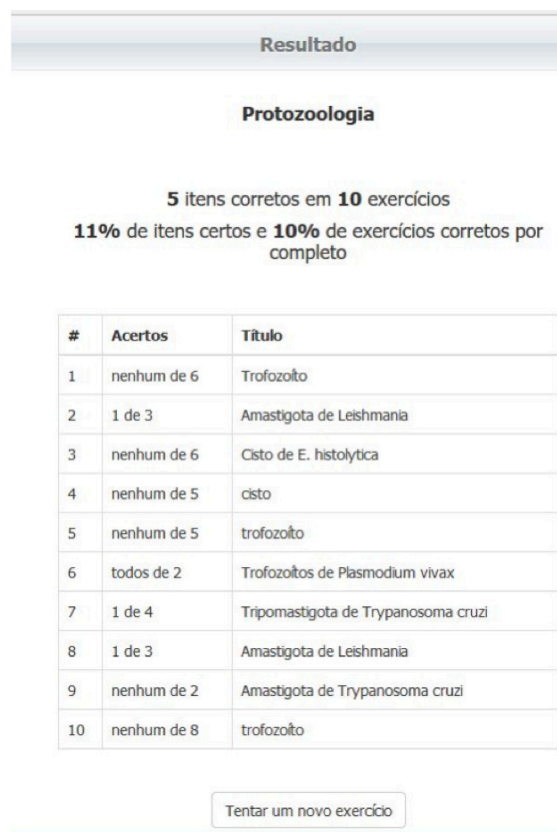 Resultado
Protozoologia
5 itens corretos em 10 exercícios
11% de itens certos e 10% de exercícios corretos por
completo
# Acertos Título
1 nenhum de 6 Trofozoíto
2 1 de 3 Amastigota de Leishmania
3 nenhum de 6 Cisto de E. histolytica
4 nenhum de 5 cisto
5 nenhum de 5 trofozoíto
6 todos de 2 Trofozoítos de Plasmodium vivax
7 1 de 4 Tripomastigota de Trypanosoma cruzi
8 1 de 3 Amastigota de Leishmania
9 nenhum de 2 Amastigota de Trypanosoma cruzi
10 nenhum de 8 trofozoíto
Tentar um novo exercício